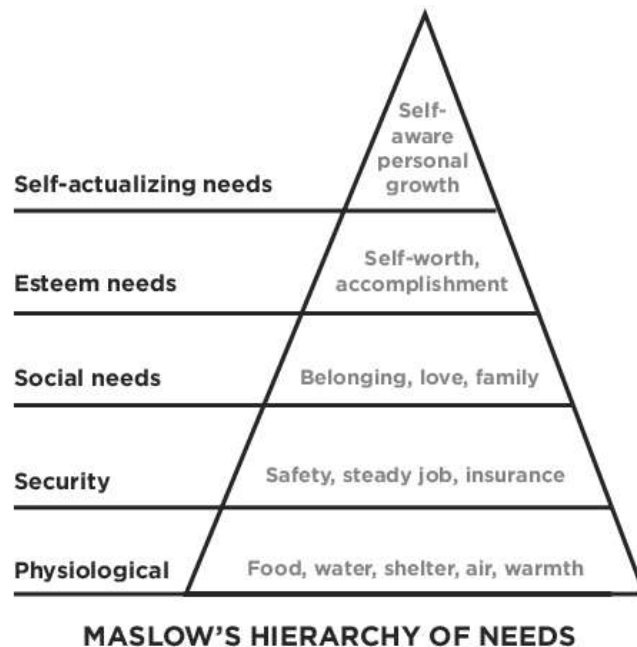 Self-
aware
personal
growth
Self-actualizing needs
Self-worth,
accomplishment
Esteem needs
Social needs
Belonging, love, family
Security
Safety, steady job, insurance
Physiological
Food, water, shelter, air, warmth
MASLOW'S HIERARCHY OF NEEDS